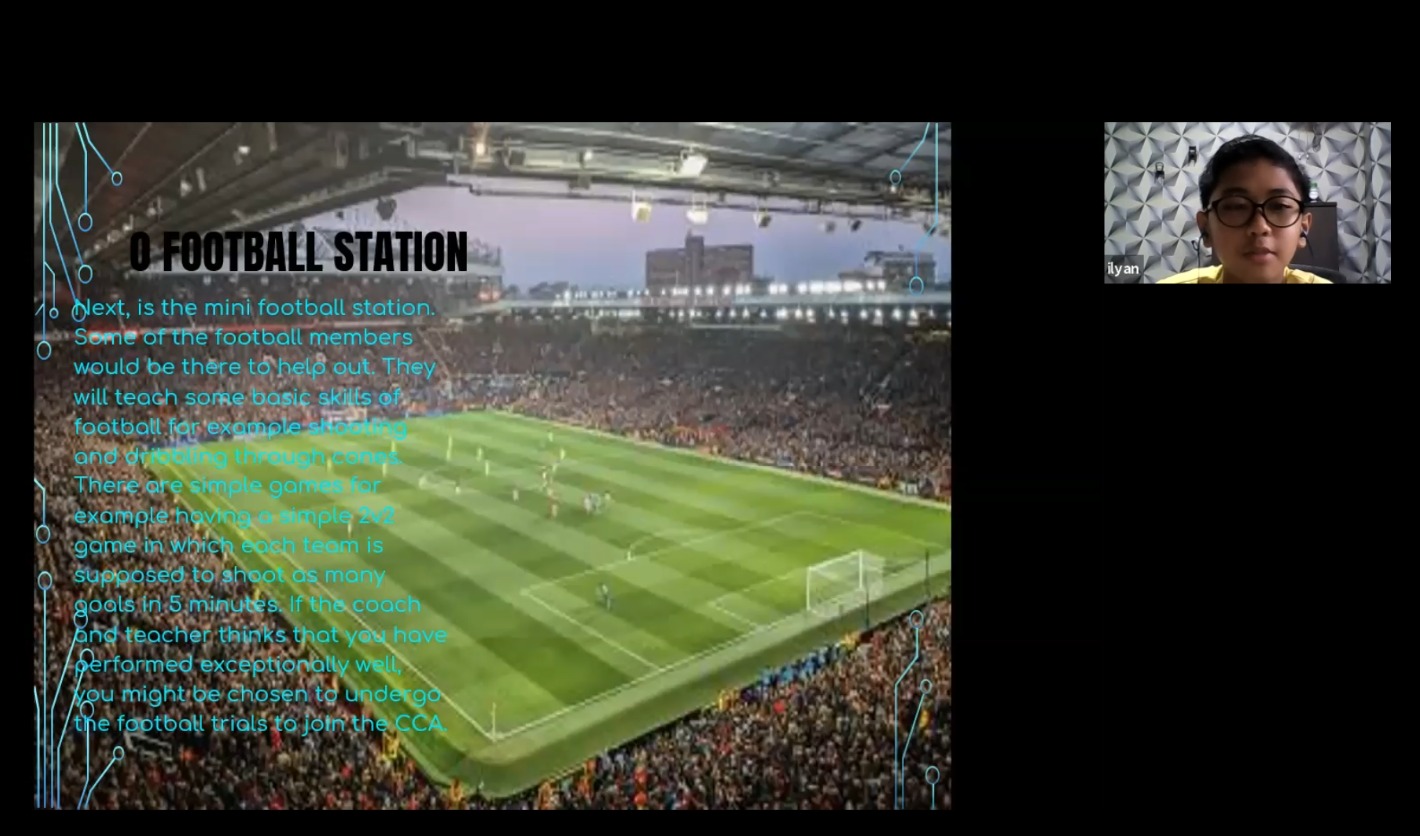 O FOOTBALL STATION
Next, is the mini football station.
Some of the football members
would be there to help out. They
will teach some basic skills of
football for example shooting
and dribbling through cones.
There are simple games for
example having a simple 2v2
game in which each team is
supposed to shoot as many
goals in 5 minutes. If the coach
and teacher thinks that you have
performed exceptionally well,
you might be chosen to undergo
the football trials to join the CCA.
ilyan